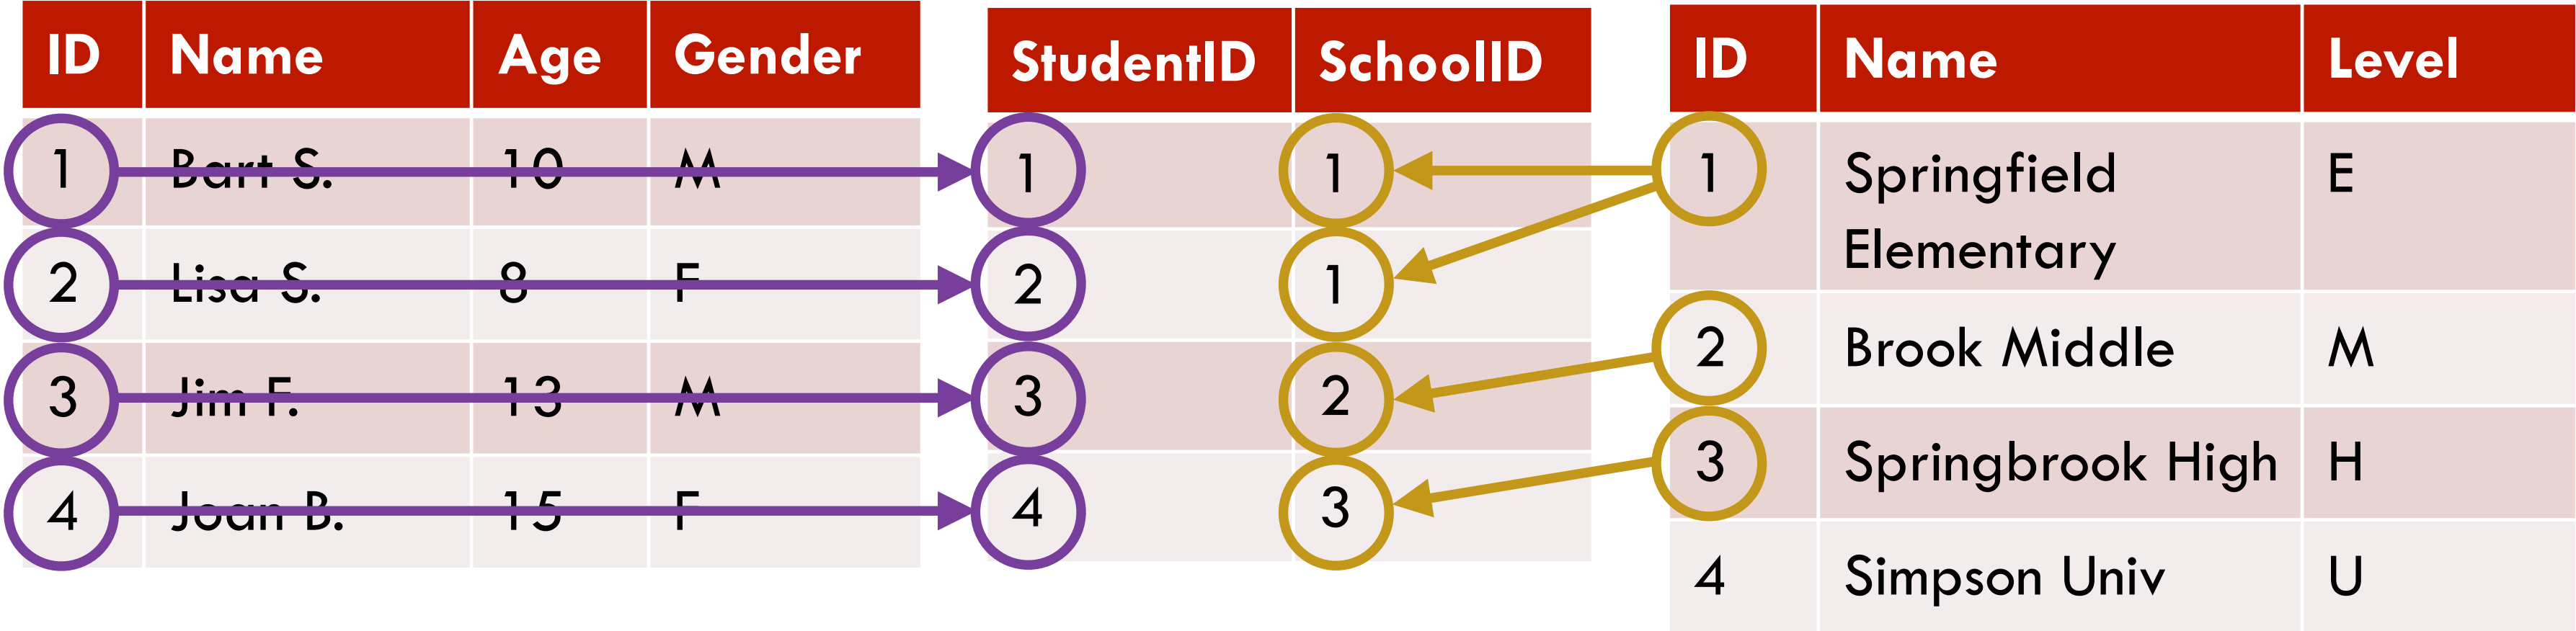 ID Name Age Gender
1 Bart S. 10 M
2 Lisa S. 8 F
3 Jim F. 13 M
4 Joan B. 15 F
StudentID SchoolID
1 1
2 1
3 2
4 3
ID Name Level
1 Springfield E
Elementary
2 Brook Middle M
3 Springbrook High H
4 Simpson Univ U